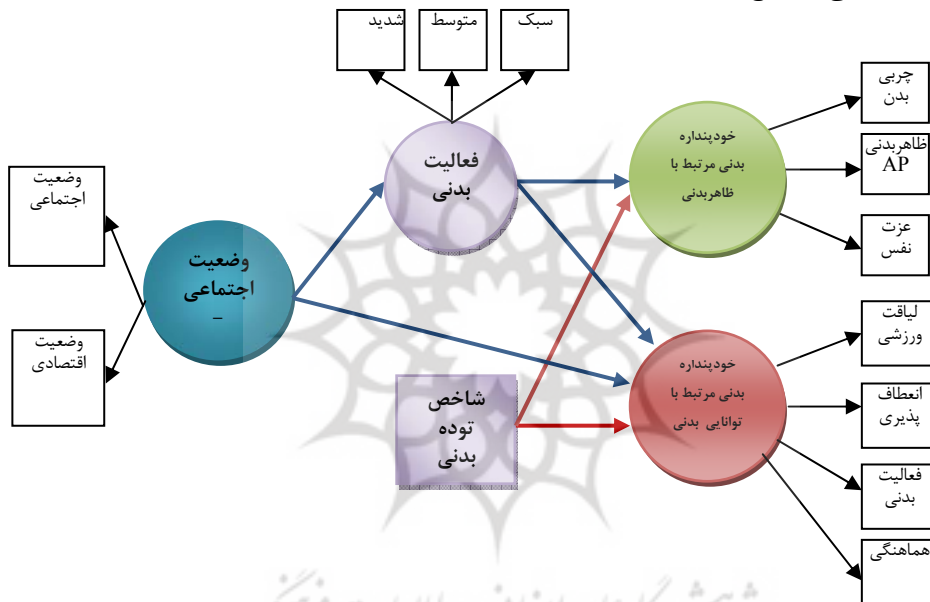 شدید
متوسط
سبک
چربی
بدن
ظاهربدنی
AP
عزت
نفس
خودپنداره
بدنی مرتبط با
ظاهربدنی
فعالیت
بدنی
وضعیت
اجتماعی
وضعیت
اجتماعی
–
وضعیت
اقتصادی
شاخص
توده
بدنی
خودپنداره
بدنی مرتبط با
توانایی بدنی
لیاقت
ورزشی
انعطاف
پذیری
فعالیت
بدنی
هماهنگی